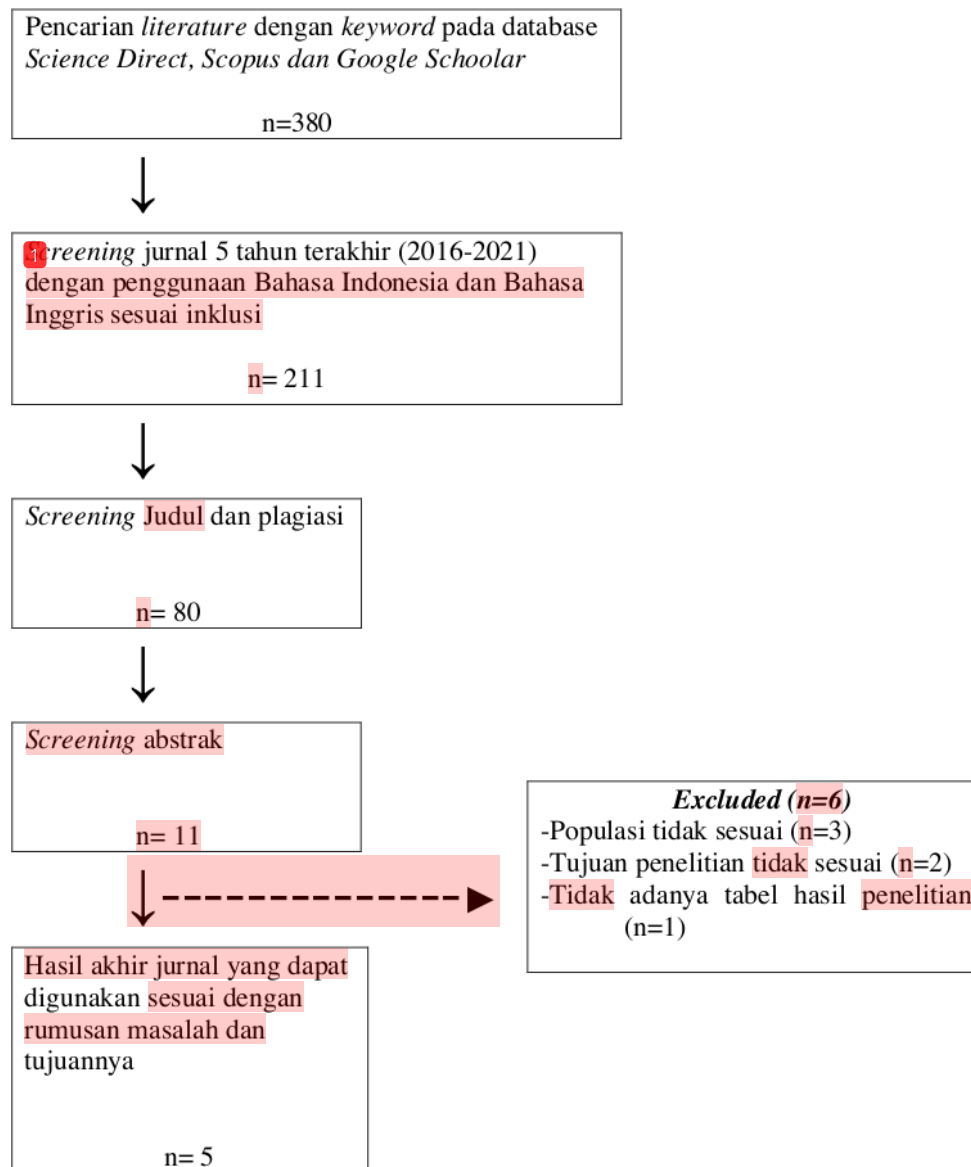 Pencarian literature dengan keyword pada database
Science Direct, Scopus dan Google Schoolar
n=380
1
Screening jurnal 5 tahun terakhir (2016-2021)
dengan penggunaan Bahasa Indonesia dan Bahasa
Inggris sesuai inklusi
n= 211
Screening Judul dan plagiasi
n= 80
Screening abstrak
n= 11
Excluded (n=6)
-Populasi tidak sesuai (n=3)
-Tujuan penelitian tidak sesuai (n=2)
-Tidak adanya tabel hasil penelitian
(n=1)
Hasil akhir jurnal yang dapat
digunakan sesuai dengan
rumusan masalah dan
tujuannya
n= 5